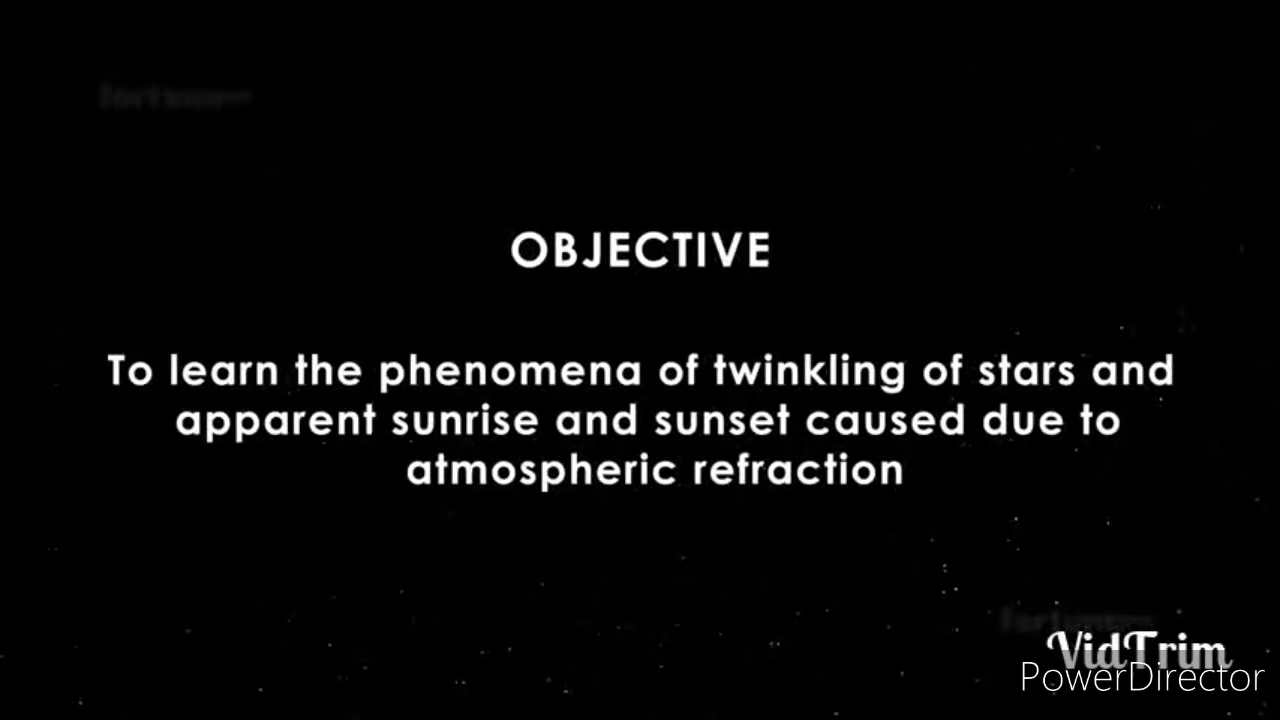 OBJECTIVE
To learn the phenomena of twinkling of stars and
apparent sunrise and sunset caused due to
atmospheric refraction
VidTrim
PowerDirector